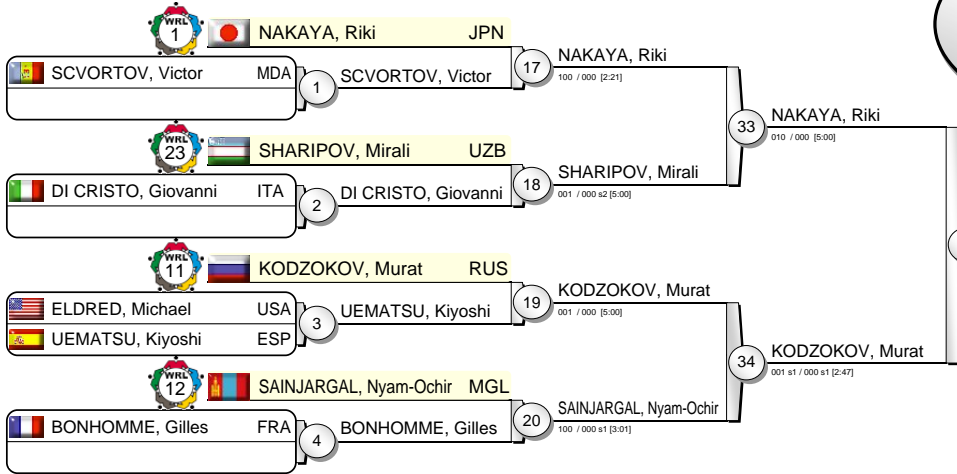 WRL
1
NAKAYA, Riki JPN
SCVORTOV, Victor MDA
1
SCVORTOV, Victor
17
NAKAYA, Riki
100 / 000 [2:21]
WRL
23
SHARIPOV, Mirali UZB
DI CRISTO, Giovanni ITA
2
DI CRISTO, Giovanni
18
SHARIPOV, Mirali
001 / 000 s2 [5:00]
33
NAKAYA, Riki
010 / 000 [5:00]
WRL
11
KODZOKOV, Murat RUS
ELDRED, Michael USA
UEMATSU, Kiyoshi ESP
3
UEMATSU, Kiyoshi
19
KODZOKOV, Murat
001 / 000 [5:00]
WRL
12
SAINJARGAL, Nyam-Ochir MGL
BONHOMME, Gilles FRA
4
BONHOMME, Gilles
20
SAINJARGAL, Nyam-Ochir
100 / 000 s1 [3:01]
34
KODZOKOV, Murat
001 s1 / 000 s1 [2:47]